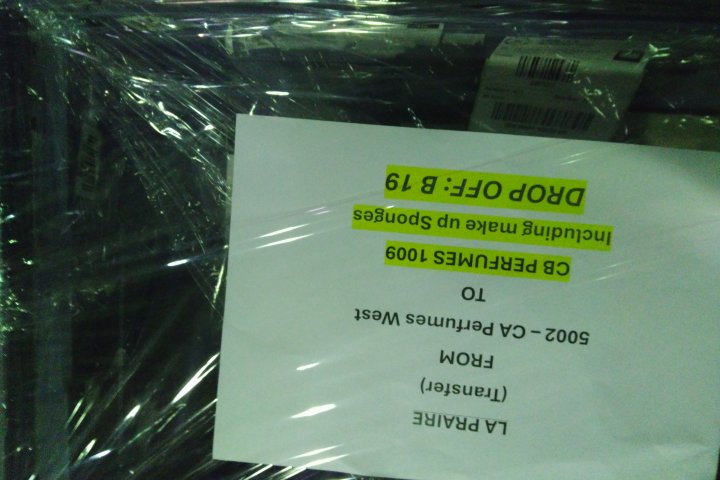 LA PRAIRE
(Transfer)
FROM
5002 – CA Perfumes West
TO
CB PERFUMES 1009
Including make up Sponges
DROP OFF: B 19